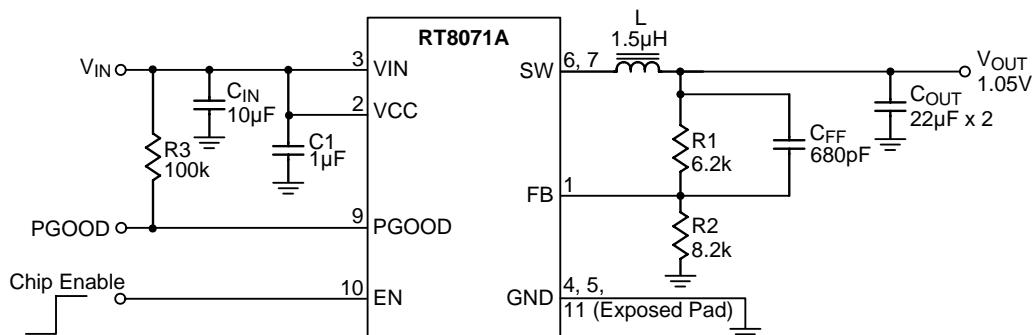 RT8071A
L
1.5µH
VIN
3
VIN
SW
6, 7
VOUT
1.05V
CIN
10µF
2
VCC
COUT
22µF x 2
R3
100k
C1
1µF
R1
6.2k
CFF
680pF
FB
1
PGOOD
9
PGOOD
R2
8.2k
Chip Enable
10
EN
GND
4, 5,
11 (Exposed Pad)